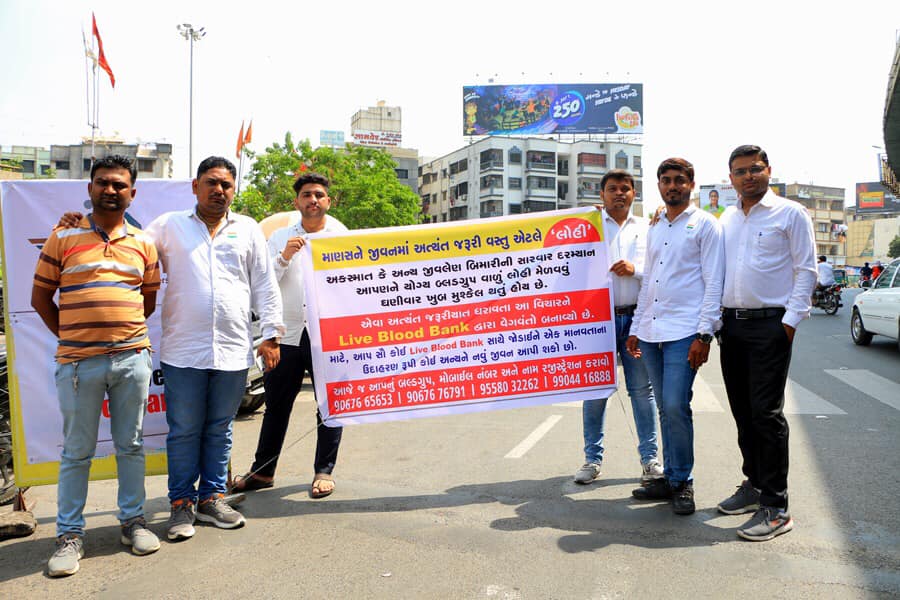 માણસને જીવનમાં અત્યંત જરૂરી વસ્તુ એટલે 'લોહી'
અકસ્માત કે અન્ય જીવલેણ બિમારીની સારવાર દરમ્યાન
આપણને યોગ્ય બ્લડગ્રુપ વાળું લોહી મેળવવું
ઘણીવાર ખુબ મુશ્કેલ થતું હોય છે.
એવા અત્યંત જરૂરીયાત ધરાવતા આ વિચારને
Live Blood Bank દ્વારા વેગવંતો બનાવ્યો છે.
માટે, આપ સૌ કોઈ Live Blood Bank સાથે જોડાઈને એક માનવતાના
ઉદાહરણ રૂપી કોઈ અન્યને નવું જીવન આપી શકો છો.
આજે જ આપનું બલ્ડગ્રુપ, મોબાઈલ નંબર અને નામ રજીસ્ટ્રેશન કરાવો
90676 65653 | 90676 76791 | 95580 32262 | 99044 16888
250